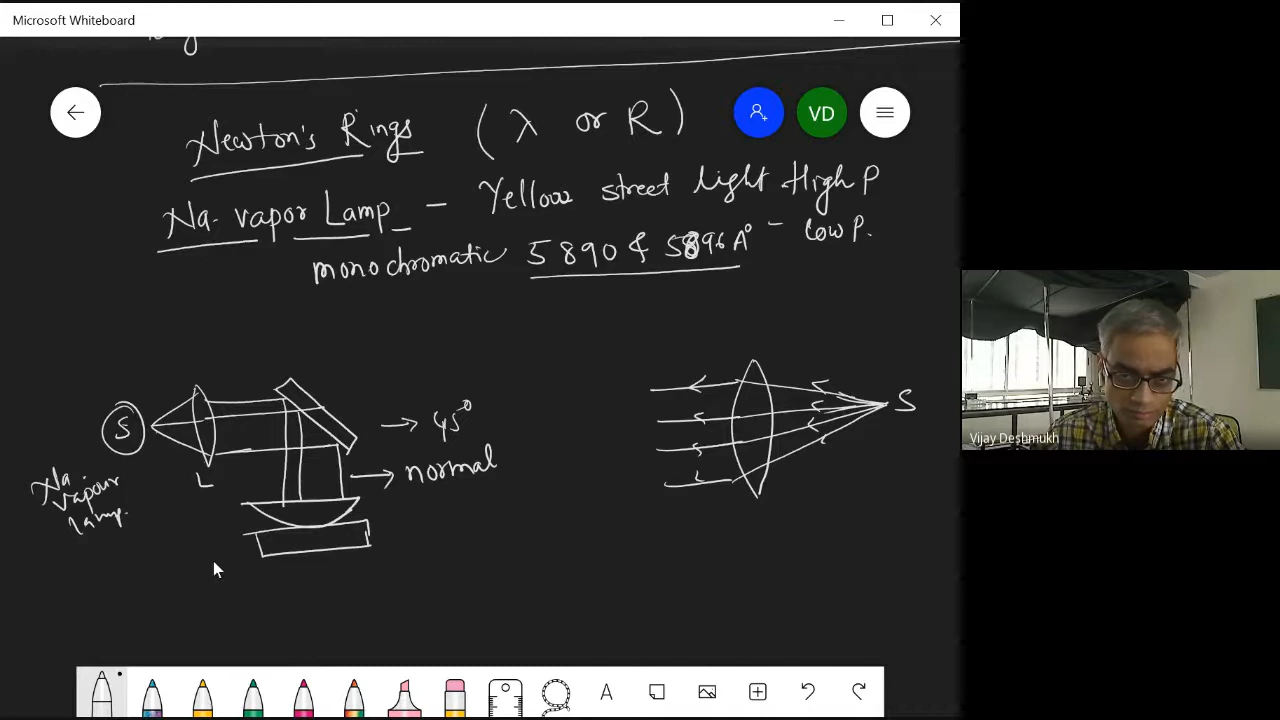 Microsoft Whiteboard
Newton's Rings (λ or R)
VD
Na-vapor Lamp - Yellow street light High P
monochromatic 5890 & 5896 A° - Low P.
S
L
Na
vapour
lamp.
→ 45°
→ normal
S
Vijay Deshmukh
A